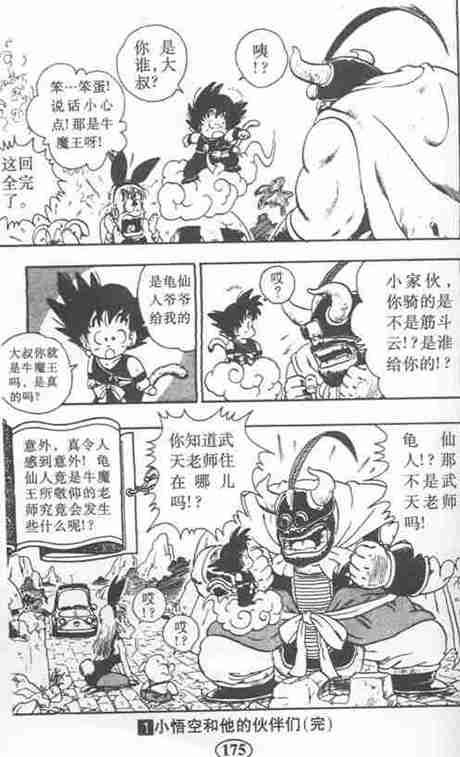 咦!?
你是
谁,大
叔?
笨…笨蛋!
说话小心
点!那是牛
魔王呀!
这回
全完
了。
小家伙,
你骑的是
不是筋斗
云!?是谁
给你的!?
哎?
是龟仙
人爷爷
给我的
大叔你就
是牛魔王
吗,是真
的吗?
龟仙
人!?那
不是武
天老师
吗!
你知道武
天老师住
在哪儿
吗!?
哎!?
哎!?
意外,真令人
感到意外!龟
仙人竟是牛魔
王所敬仰的老
师究竟会发生
些什么呢!?
1小悟空和他的伙伴们(完)
175